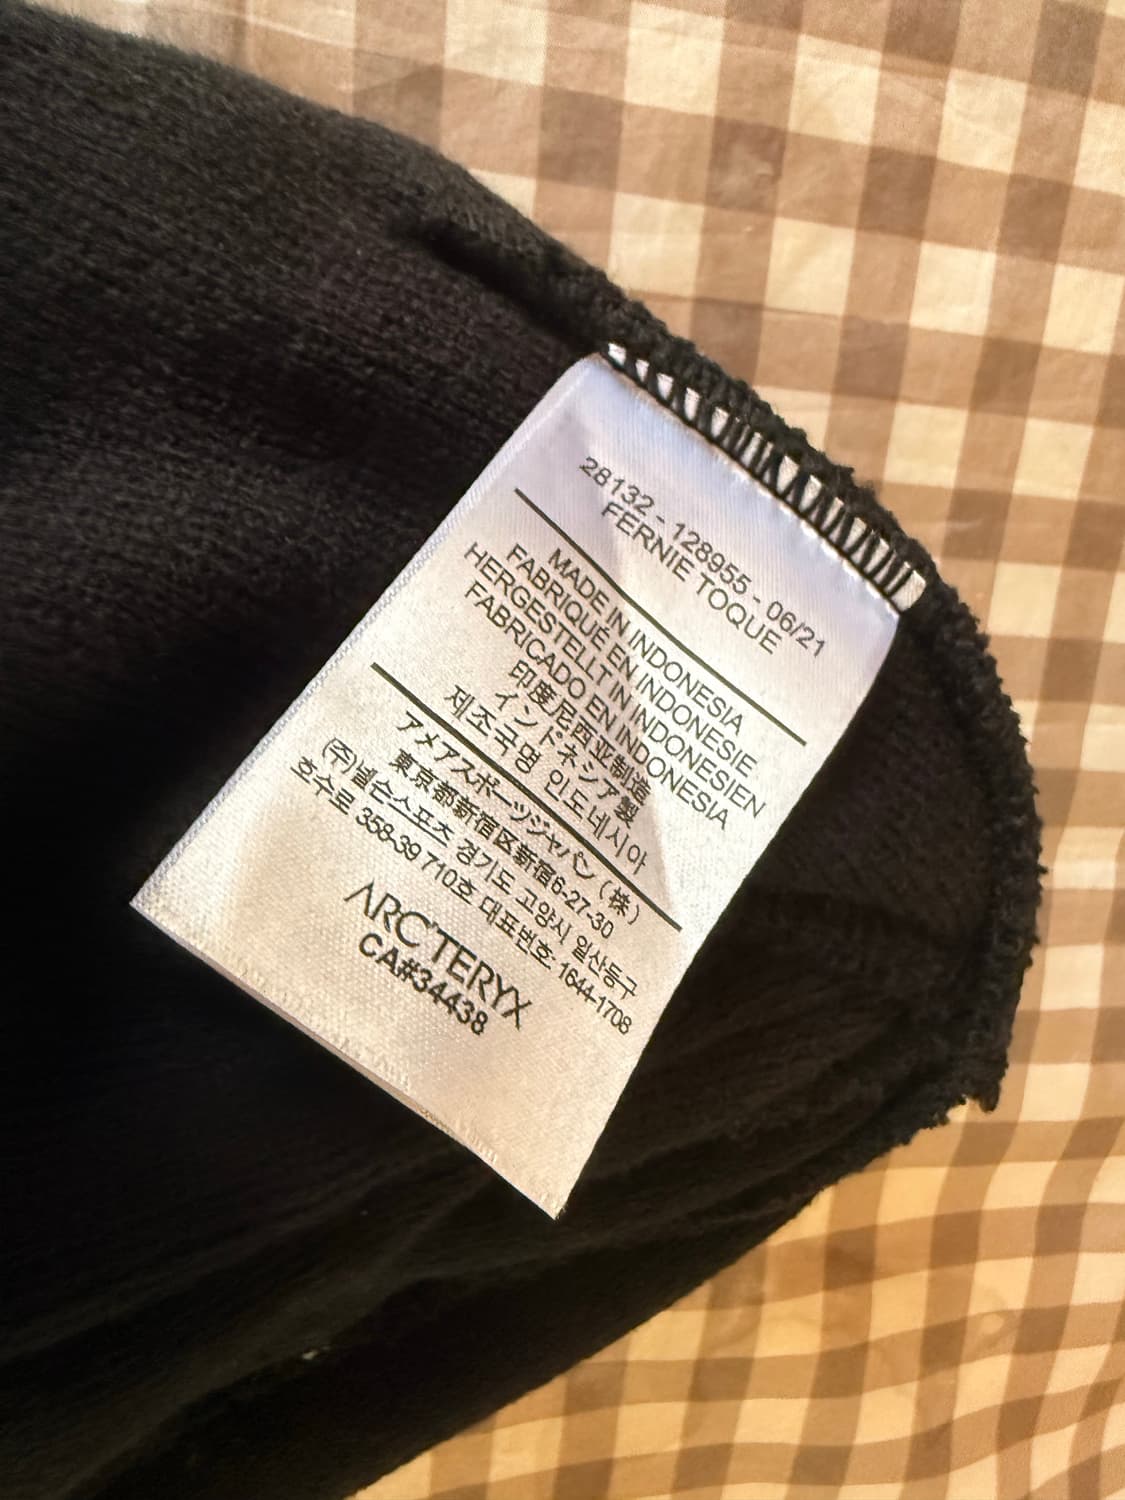 28132 - 128955 - 06/21
FERNIE TOQUE
MADE IN INDONESIA
FABRIQUÉ EN INDONESIE
HERGESTELLT IN INDONESIEN
FABRICADO EN INDONESIA
印度尼西亚制造
インドネシア製
제조국명 인도네시아
アメアスポーツジャパン（株）
東京都新宿区新宿6-27-30
(주)넬슨스포츠 경기도 고양시 일산동구
호수로 358-39 710호 대표번호: 1644-1708
ARC'TERYX
CA#34438